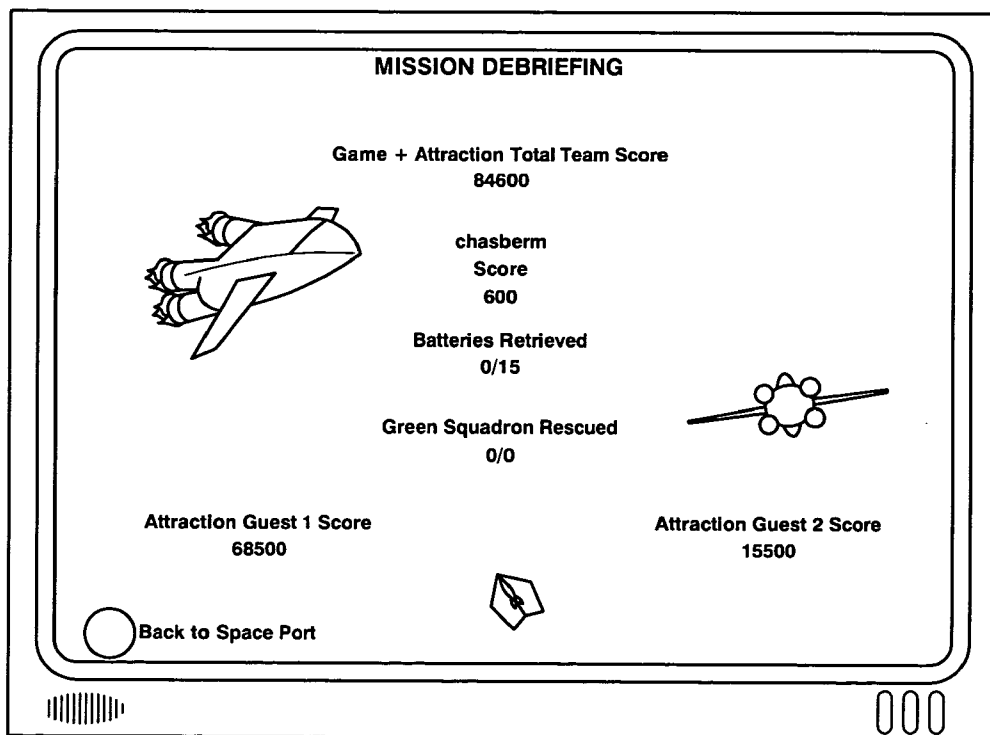 MISSION DEBRIEFING
Game + Attraction Total Team Score
84600
chasberm
Score
600
Batteries Retrieved
0/15
Green Squadron Rescued
0/0
Attraction Guest 1 Score
68500
Attraction Guest 2 Score
15500
Back to Space Port